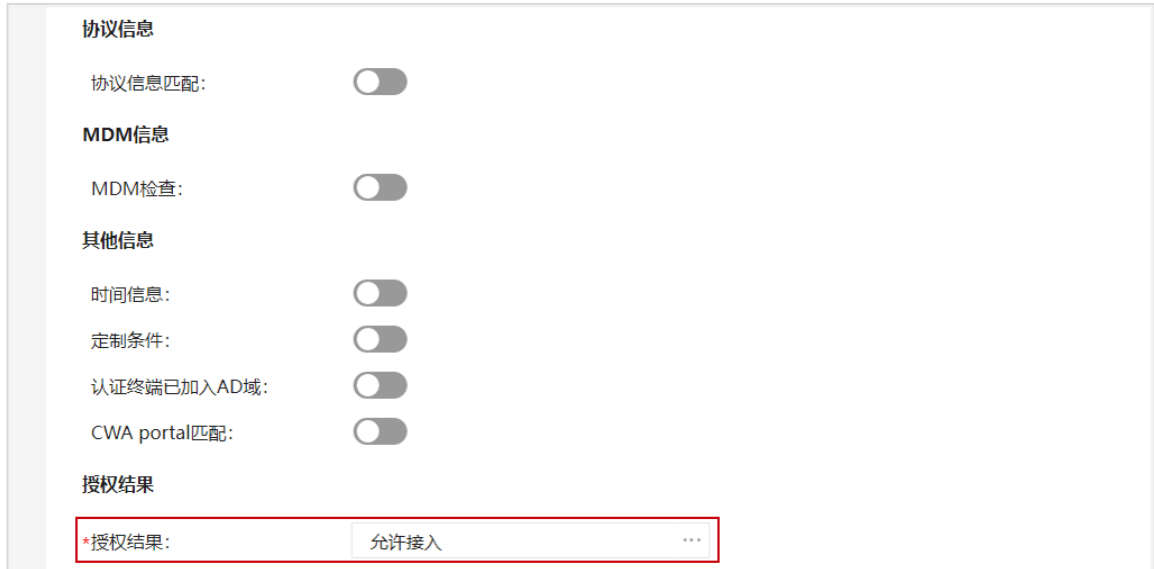 协议信息
协议信息匹配：
MDM信息
MDM检查：
其他信息
时间信息：
定制条件：
认证终端已加入AD域：
CWA portal匹配：
授权结果
*授权结果： 允许接入 ···